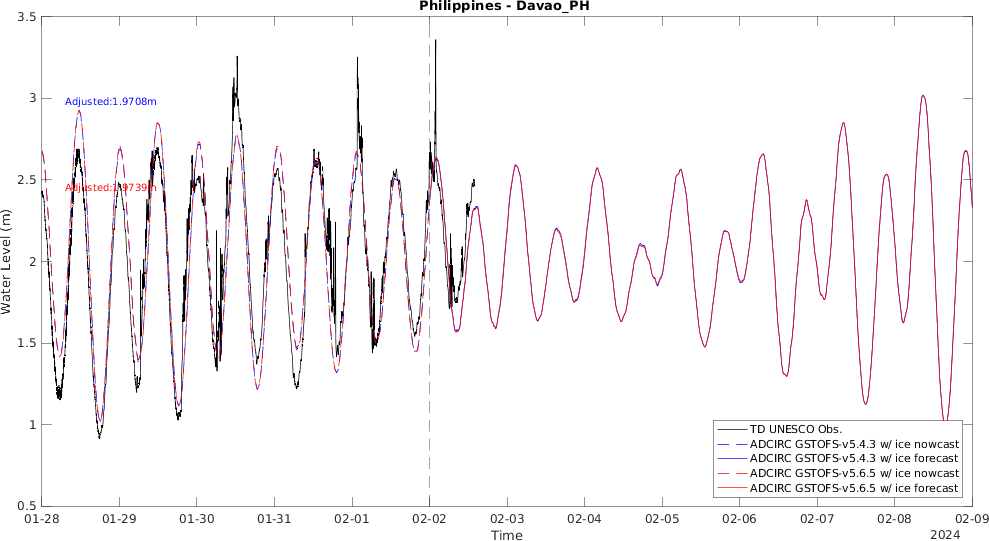 Philippines - Davao_PH
3.5
3
2.5
2
1.5
1
0.5
Water Level (m)
Adjusted:1.9708m
Adjusted:1.9739m
TD UNESCO Obs.
ADCIRC GSTOFS-v5.4.3 w/ ice nowcast
ADCIRC GSTOFS-v5.4.3 w/ ice forecast
ADCIRC GSTOFS-v5.6.5 w/ ice nowcast
ADCIRC GSTOFS-v5.6.5 w/ ice forecast
01-28 01-29 01-30 01-31 02-01 02-02 02-03 02-04 02-05 02-06 02-07 02-08 02-09
Time
2024